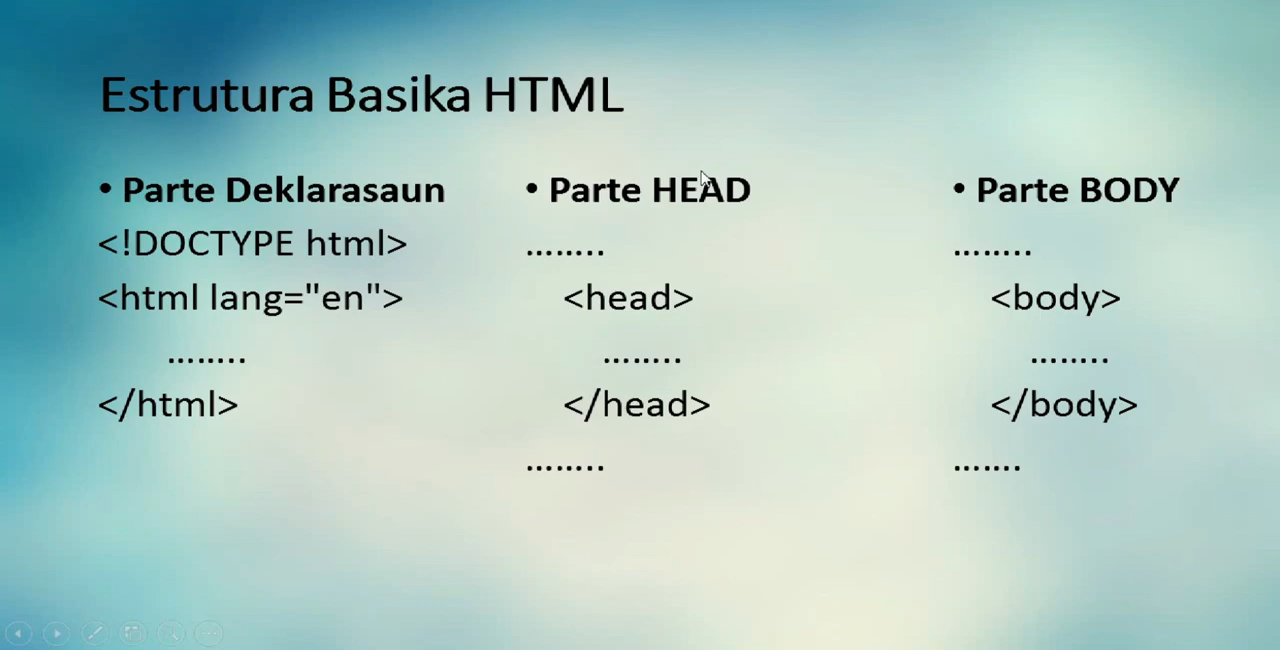 Estrutura Basika HTML
• Parte Deklarasaun
<!DOCTYPE html>
<html lang="en">
........
</html>
• Parte HEAD
........
<head>
........
</head>
........
• Parte BODY
........
<body>
........
</body>
.......